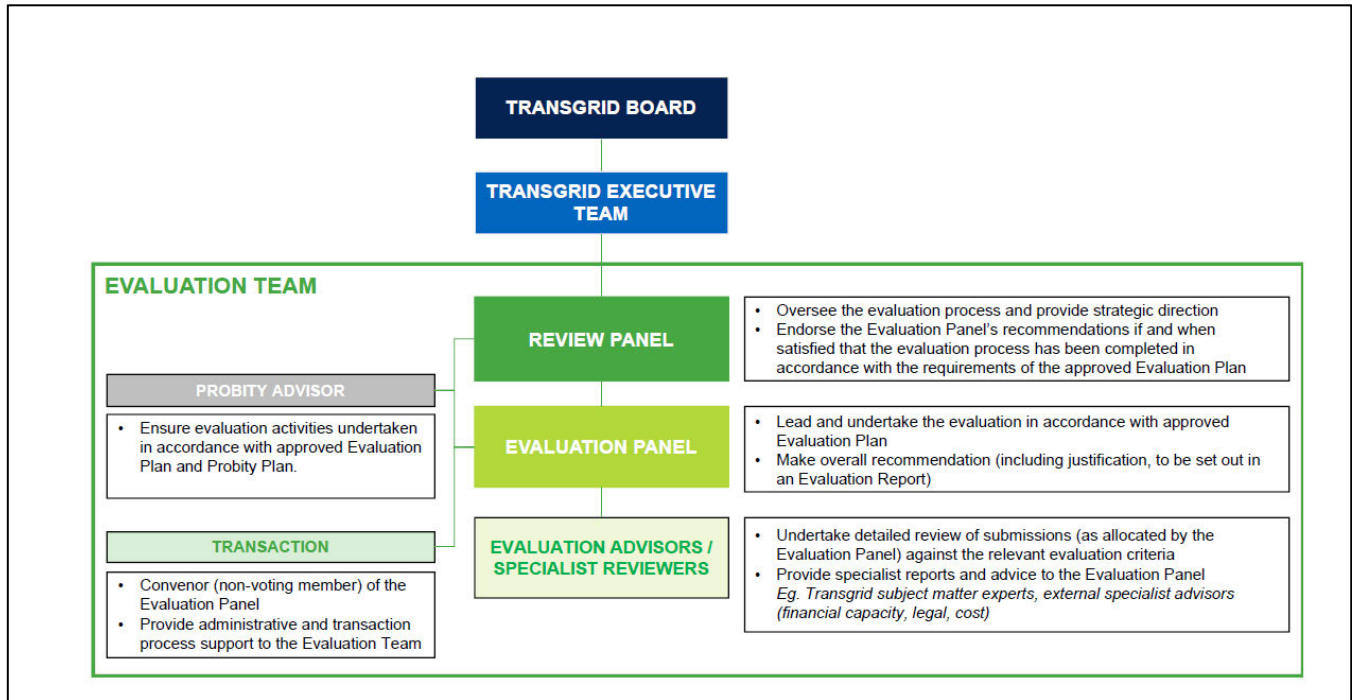 TRANSGRID BOARD
TRANSGRID EXECUTIVE
TEAM
EVALUATION TEAM
REVIEW PANEL
• Oversee the evaluation process and provide strategic direction
• Endorse the Evaluation Panel's recommendations if and when
satisfied that the evaluation process has been completed in
accordance with the requirements of the approved Evaluation Plan
PROBITY ADVISOR
• Ensure evaluation activities undertaken
in accordance with approved Evaluation
Plan and Probity Plan.
EVALUATION PANEL
• Lead and undertake the evaluation in accordance with approved
Evaluation Plan
• Make overall recommendation (including justification, to be set out in
an Evaluation Report)
TRANSACTION
• Convenor (non-voting member) of the
Evaluation Panel
• Provide administrative and transaction
process support to the Evaluation Team
EVALUATION ADVISORS /
SPECIALIST REVIEWERS
• Undertake detailed review of submissions (as allocated by the
Evaluation Panel) against the relevant evaluation criteria
• Provide specialist reports and advice to the Evaluation Panel
Eg. Transgrid subject matter experts, external specialist advisors
(financial capacity, legal, cost)